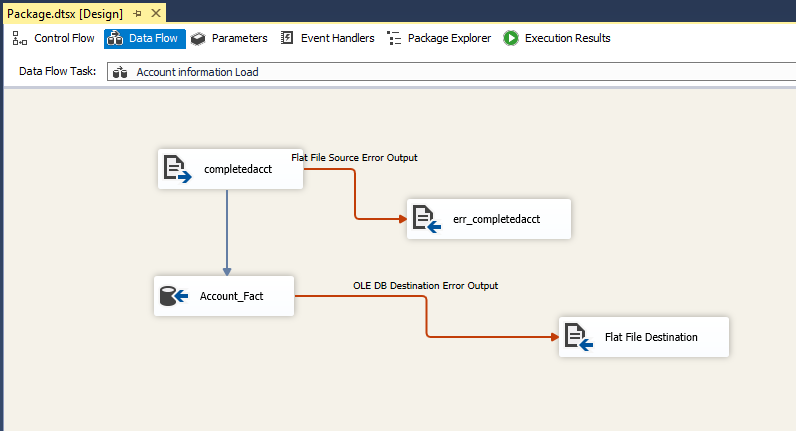 Package.dtsx [Design]
Control Flow Data Flow Parameters Event Handlers Package Explorer Execution Results
Data Flow Task: Account information Load
Flat File Source Error Output
completedacct
err_completedacct
OLE DB Destination Error Output
Account_Fact
Flat File Destination